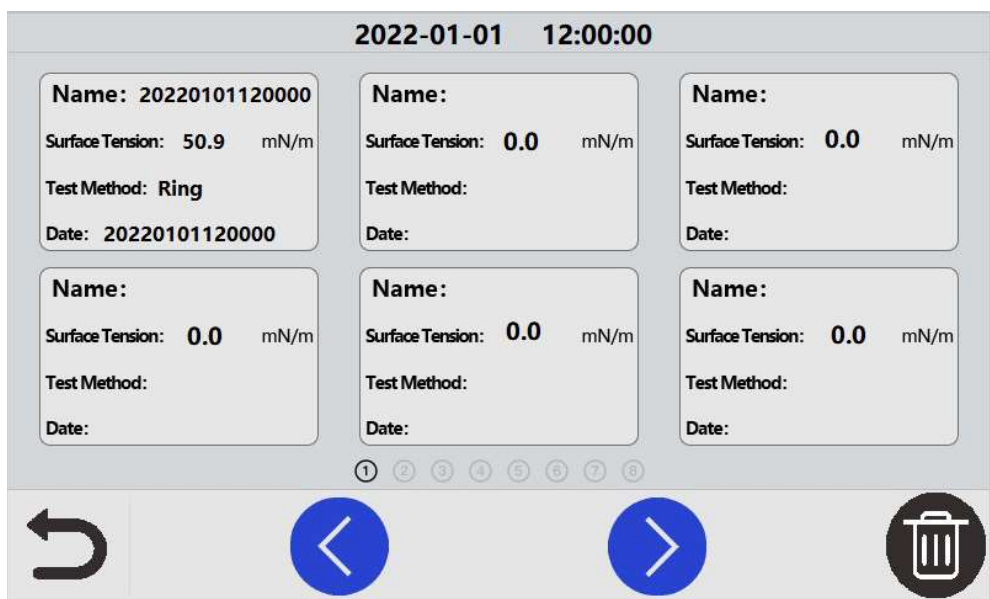 2022-01-01 12:00:00
Name: 20220101120000
Surface Tension: 50.9 mN/m
Test Method: Ring
Date: 20220101120000
Name:
Surface Tension: 0.0 mN/m
Test Method:
Date:
Name:
Surface Tension: 0.0 mN/m
Test Method:
Date:
Name:
Surface Tension: 0.0 mN/m
Test Method:
Date:
Name:
Surface Tension: 0.0 mN/m
Test Method:
Date:
Name:
Surface Tension: 0.0 mN/m
Test Method:
Date:
① ② ③ ④ ⑤ ⑥ ⑦ ⑧